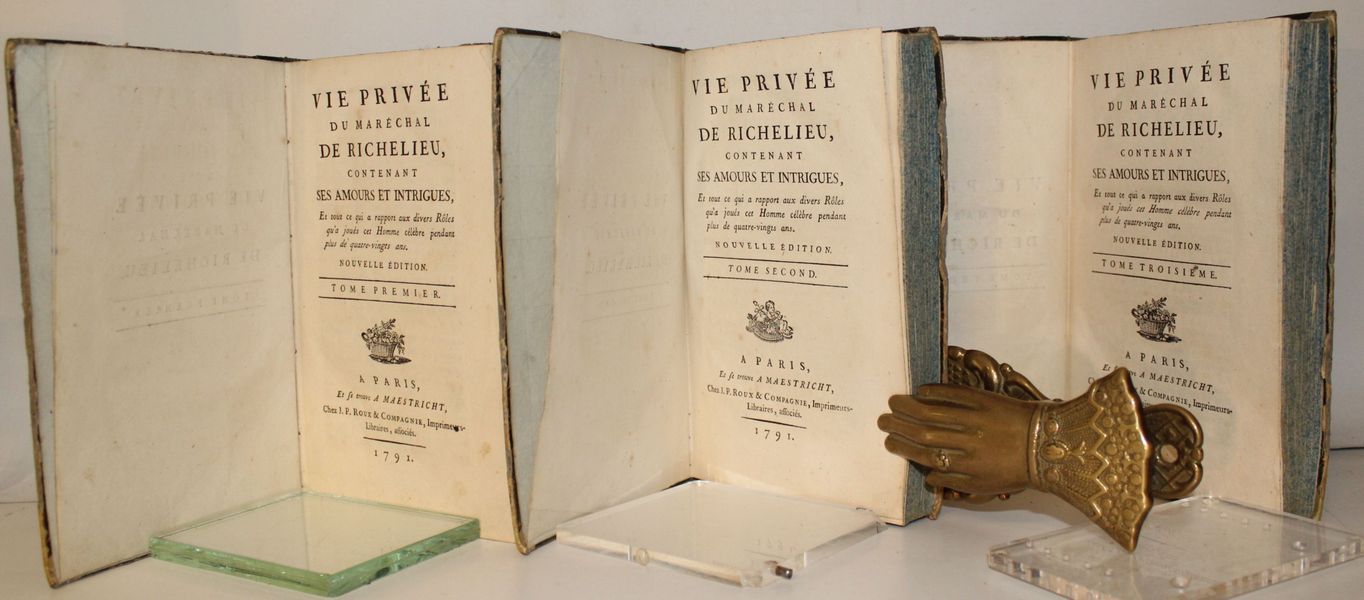 VIE PRIVÉE
DU MARÉCHAL
DE RICHELIEU,
CONTENANT
SES AMOURS ET INTRIGUES,
Et tout ce qui a rapport aux divers Rôles
qu'a joués cet Homme célèbre pendant
plus de quatre-vingts ans.
NOUVELLE ÉDITION.
TOME PREMIER.
A PARIS,
Et se trouve A MAESTRICHT,
Chez J. P. ROUX & COMPAGNIE, Imprimeurs-
Libraires, associés.
1791.
VIE PRIVÉE
DU MARÉCHAL
DE RICHELIEU,
CONTENANT
SES AMOURS ET INTRIGUES,
Et tout ce qui a rapport aux divers Rôles
qu'a joués cet Homme célèbre pendant
plus de quatre-vingts ans.
NOUVELLE ÉDITION.
TOME SECOND.
A PARIS,
Et se trouve A MAESTRICHT,
Chez J. P. ROUX & COMPAGNIE, Imprimeurs-
Libraires, associés.
1791.
VIE PRIVÉE
DU MARÉCHAL
DE RICHELIEU,
CONTENANT
SES AMOURS ET INTRIGUES,
Et tout ce qui a rapport aux divers Rôles
qu'a joués cet Homme célèbre pendant
plus de quatre-vingts ans.
NOUVELLE ÉDITION.
TOME TROISIÈME.
A PARIS,
Et se A MAESTRICHT,
& COMPAGNIE, Imprimeurs-